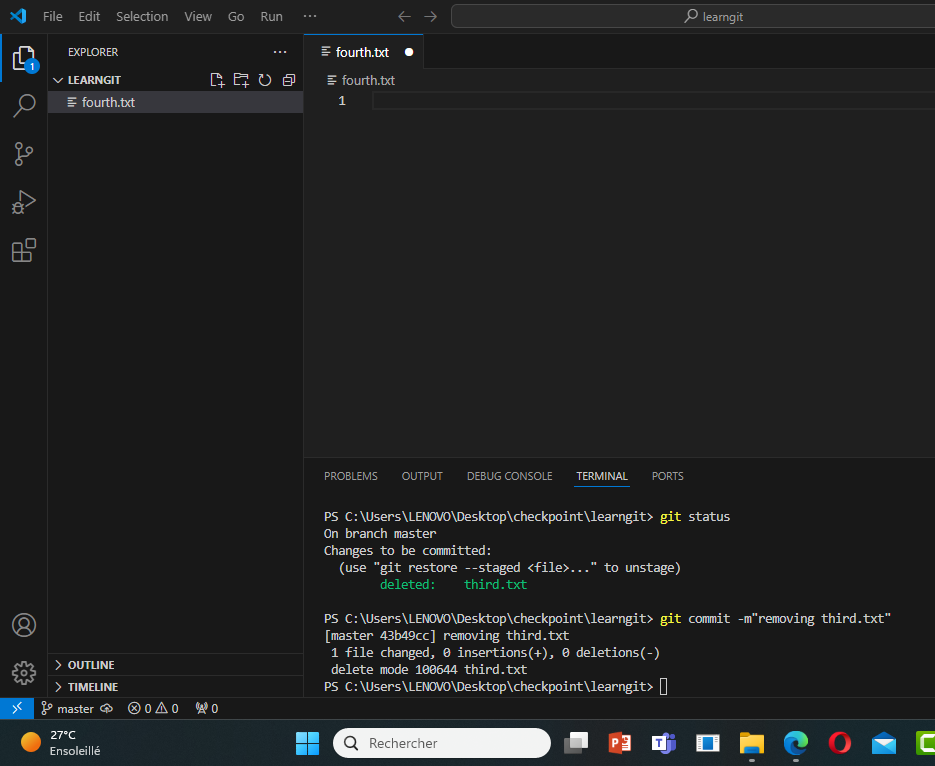 File Edit Selection View Go Run ···
learngit
EXPLORER ···
LEARNGIT
fourth.txt
fourth.txt
fourth.txt
1
1
PROBLEMS OUTPUT DEBUG CONSOLE TERMINAL PORTS
PS C:\Users\LENOVO\Desktop\checkpoint\learngit> git status
On branch master
Changes to be committed:
(use "git restore --staged <file>..." to unstage)
deleted: third.txt
PS C:\Users\LENOVO\Desktop\checkpoint\learngit> git commit -m"removing third.txt"
[master 43b49cc] removing third.txt
1 file changed, 0 insertions(+), 0 deletions(-)
delete mode 100644 third.txt
PS C:\Users\LENOVO\Desktop\checkpoint\learngit>
OUTLINE
TIMELINE
master 0 0 0
27°C
Ensoleillé
Rechercher